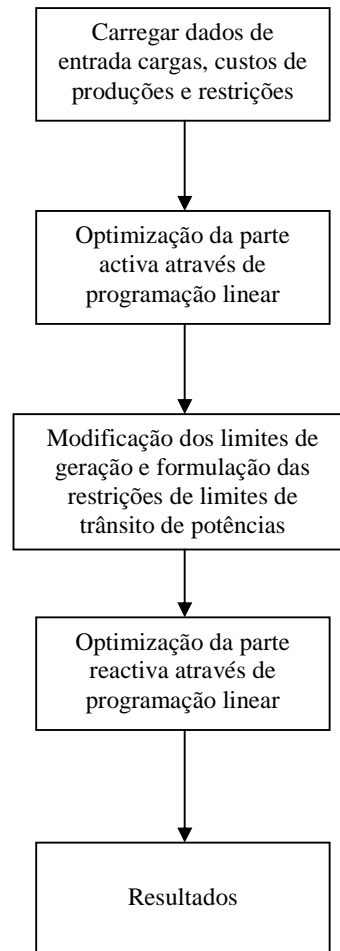 Carregar dados de
entrada cargas, custos de
produções e restrições
Optimização da parte
activa através de
programação linear
Modificação dos limites de
geração e formulação das
restrições de limites de
trânsito de potências
Optimização da parte
reactiva através de
programação linear
Resultados